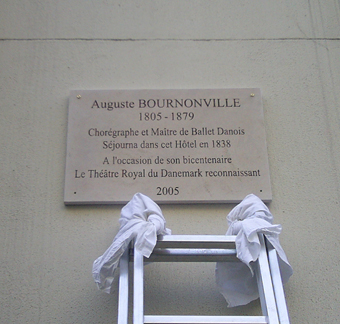 Auguste BOURNONVILLE
1805 - 1879
Chorégraphe et Maître de Ballet Danois
Séjourna dans cet Hôtel en 1838
A l'occasion de son bicentenaire
Le Théâtre Royal du Danemark reconnaissant
2005